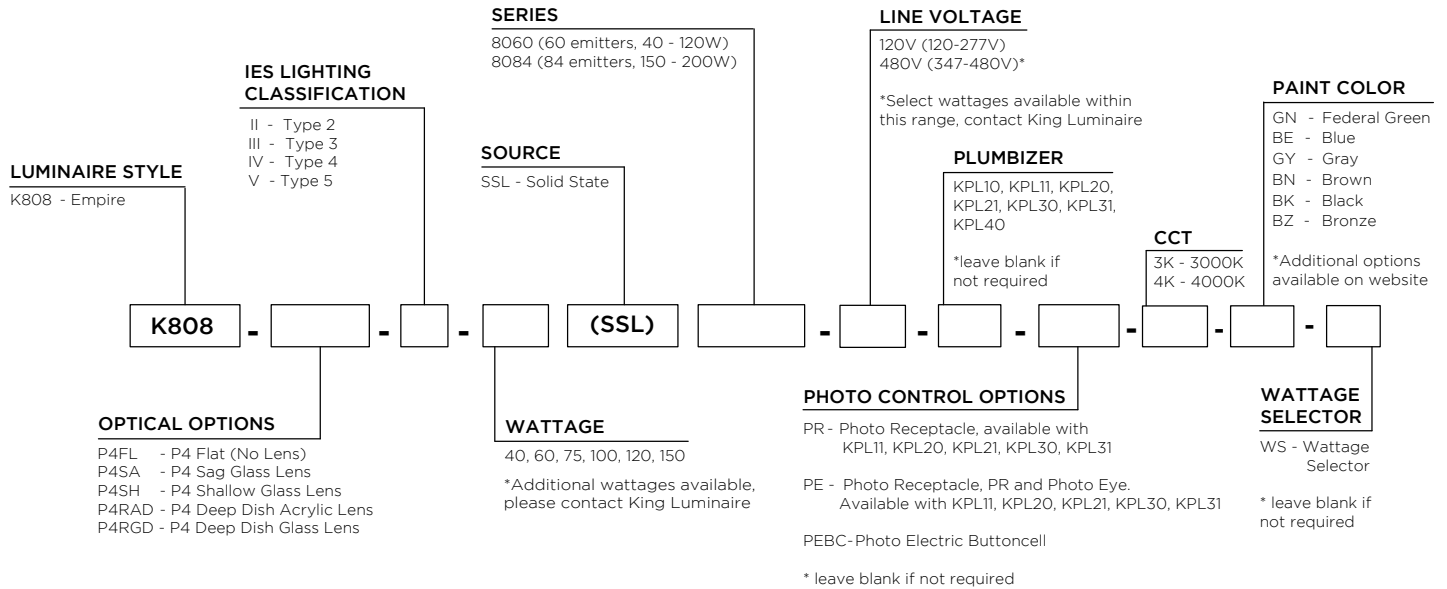 SERIES
8060 (60 emitters, 40 - 120W)
8084 (84 emitters, 150 - 200W)
LINE VOLTAGE
120V (120-277V)
480V (347-480V)*
*Select wattages available within
this range, contact King Luminaire
IES LIGHTING
CLASSIFICATION
II - Type 2
III - Type 3
IV - Type 4
V - Type 5
PAINT COLOR
GN - Federal Green
BE - Blue
GY - Gray
BN - Brown
BK - Black
BZ - Bronze
*Additional options
available on website
LUMINAIRE STYLE
K808 - Empire
SOURCE
SSL - Solid State
PLUMBIZER
KPL10, KPL11, KPL20,
KPL21, KPL30, KPL31,
KPL40
*leave blank if
not required
CCT
3K - 3000K
4K - 4000K
K808 - - - (SSL) - - - - - -
OPTICAL OPTIONS
P4FL - P4 Flat (No Lens)
P4SA - P4 Sag Glass Lens
P4SH - P4 Shallow Glass Lens
P4RAD - P4 Deep Dish Acrylic Lens
P4RGD - P4 Deep Dish Glass Lens
WATTAGE
40, 60, 75, 100, 120, 150
*Additional wattages available,
please contact King Luminaire
PHOTO CONTROL OPTIONS
PR - Photo Receptacle, available with
KPL11, KPL20, KPL21, KPL30, KPL31
PE - Photo Receptacle, PR and Photo Eye.
Available with KPL11, KPL20, KPL21, KPL30, KPL31
PEBC-Photo Electric Buttoncell
* leave blank if not required
WATTAGE
SELECTOR
WS - Wattage
Selector
* leave blank if
not required